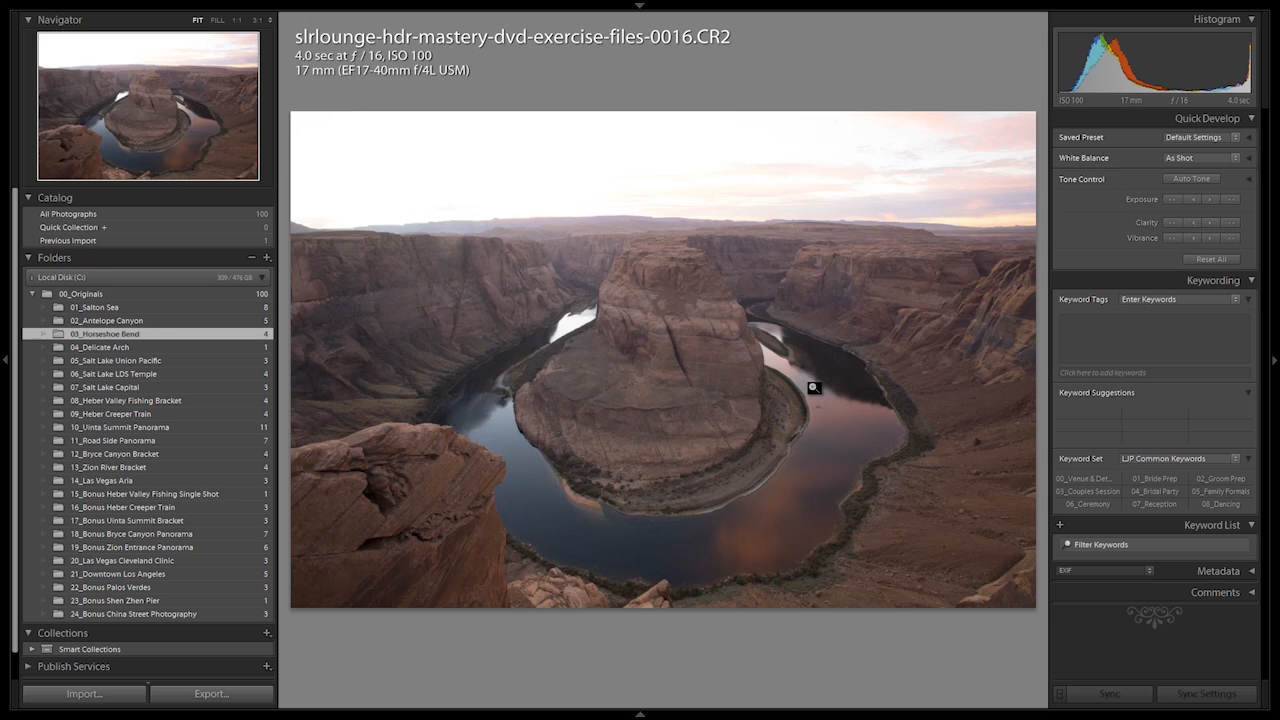 Navigator FIT FILL 1:1 3:1
Catalog
All Photographs 100
Quick Collection + 0
Previous Import 1
Folders
Local Disk (C:) 309 / 476 GB
00_Originals 100
01_Salton Sea 8
02_Antelope Canyon 5
03_Horseshoe Bend 4
04_Delicate Arch 1
05_Salt Lake Union Pacific 3
06_Salt Lake LDS Temple 4
07_Salt Lake Capital 3
08_Heber Valley Fishing Bracket 4
09_Heber Creeper Train 4
10_Uinta Summit Panorama 11
11_Road Side Panorama 7
12_Bryce Canyon Bracket 4
13_Zion River Bracket 4
14_Las Vegas Aria 4
15_Bonus Heber Valley Fishing Single Shot 1
16_Bonus Heber Creeper Train 3
17_Bonus Uinta Summit Bracket 4
18_Bonus Bryce Canyon Panorama 7
19_Bonus Zion Entrance Panorama 6
20_Las Vegas Cleveland Clinic 3
21_Downtown Los Angeles 5
22_Bonus Palos Verdes 3
23_Bonus Shen Zhen Pier 1
24_Bonus China Street Photography 3
Collections
Smart Collections
Publish Services
Import... Export...
slrlounge-hdr-mastery-dvd-exercise-files-0016.CR2
4.0 sec at ƒ / 16, ISO 100
17 mm (EF17-40mm f/4L USM)
Histogram
ISO 100 17 mm ƒ / 16 4.0 sec
Quick Develop
Saved Preset Default Settings
White Balance As Shot
Tone Control Auto Tone
Exposure
Clarity
Vibrance
Reset All
Keywording
Keyword Tags Enter Keywords
Click here to add keywords
Keyword Suggestions
Keyword Set LJP Common Keywords
00_Venue & Det... 01_Bride Prep 02_Groom Prep
03_Couples Session 04_Bridal Party 05_Family Formals
06_Ceremony 07_Reception 08_Dancing
Keyword List
Filter Keywords
EXIF Metadata
Comments
Sync Sync Settings